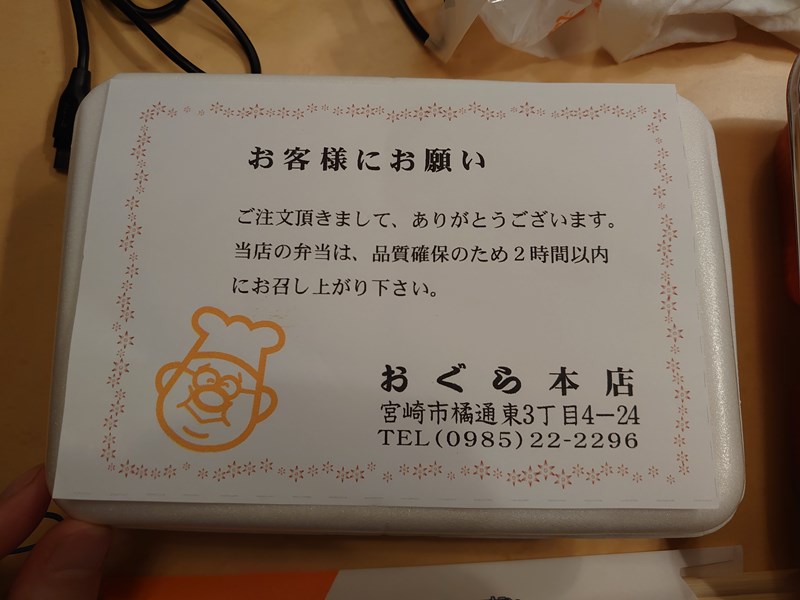 お客様にお願い
ご注文頂きまして、ありがとうございます。
当店の弁当は、品質確保のため２時間以内
にお召し上がり下さい。
おぐら本店
宮崎市橘通東3丁目4－24
TEL(0985)22-2296